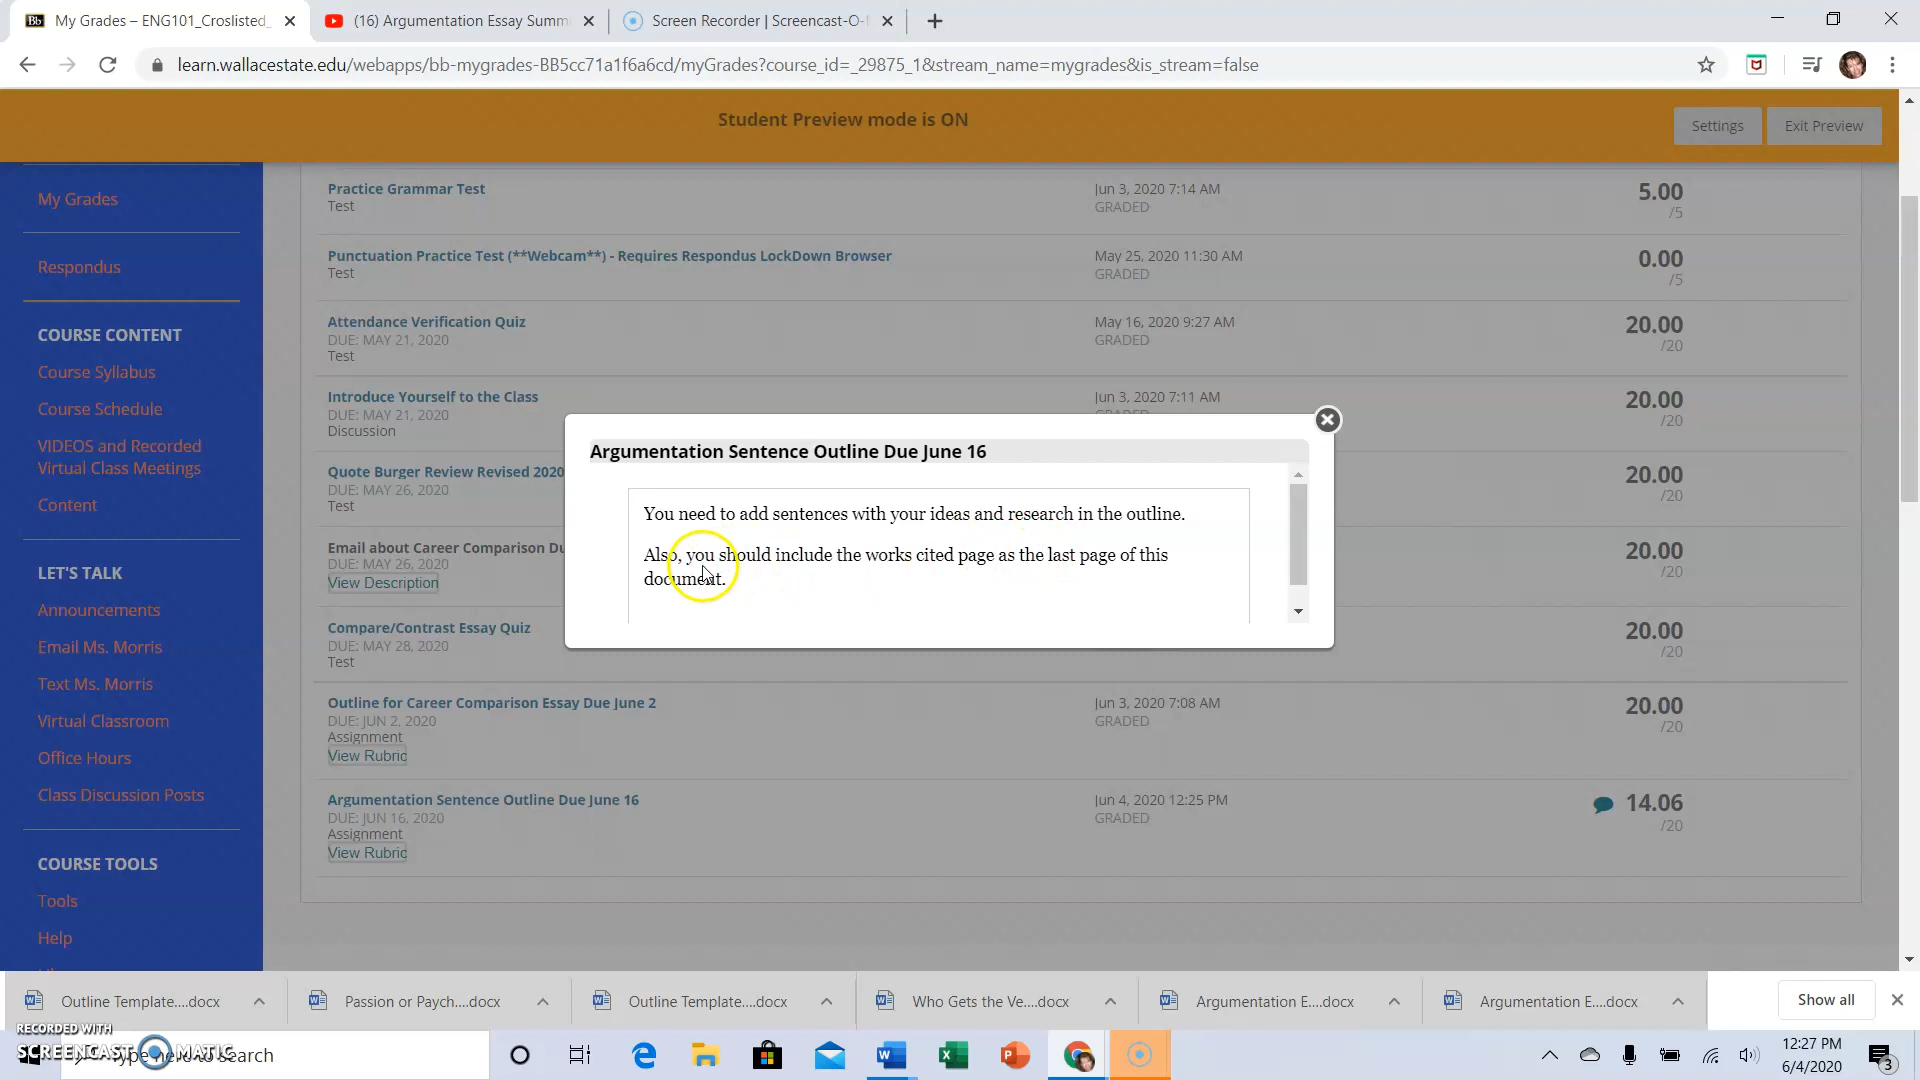 My Grades – ENG101_Croslisted_
(16) Argumentation Essay Summ
Screen Recorder | Screencast-O-
learn.wallacestate.edu/webapps/bb-mygrades-BB5cc71a1f6a6cd/myGrades?course_id=_29875_1&stream_name=mygrades&is_stream=false
Student Preview mode is ON
Settings
Exit Preview
My Grades
Respondus
COURSE CONTENT
Course Syllabus
Course Schedule
VIDEOS and Recorded
Virtual Class Meetings
Content
LET'S TALK
Announcements
Email Ms. Morris
Text Ms. Morris
Virtual Classroom
Office Hours
Class Discussion Posts
COURSE TOOLS
Tools
Help
Practice Grammar Test
Test
Jun 3, 2020 7:14 AM
GRADED
5.00
/5
Punctuation Practice Test (**Webcam**) - Requires Respondus LockDown Browser
Test
May 25, 2020 11:30 AM
GRADED
0.00
/5
Attendance Verification Quiz
DUE: MAY 21, 2020
Test
May 16, 2020 9:27 AM
GRADED
20.00
/20
Introduce Yourself to the Class
DUE: MAY 21, 2020
Discussion
Jun 3, 2020 7:11 AM
20.00
/20
Quote Burger Review Revised 2020
DUE: MAY 26, 2020
Test
20.00
/20
Email about Career Comparison Du
DUE: MAY 26, 2020
View Description
20.00
/20
Compare/Contrast Essay Quiz
DUE: MAY 28, 2020
Test
20.00
/20
Outline for Career Comparison Essay Due June 2
DUE: JUN 2, 2020
Assignment
View Rubric
Jun 3, 2020 7:08 AM
GRADED
20.00
/20
Argumentation Sentence Outline Due June 16
DUE: JUN 16, 2020
Assignment
View Rubric
Jun 4, 2020 12:25 PM
GRADED
14.06
/20
Argumentation Sentence Outline Due June 16
You need to add sentences with your ideas and research in the outline.
Also, you should include the works cited page as the last page of this
document.
Outline Template....docx
Passion or Paych....docx
Outline Template....docx
Who Gets the Ve....docx
Argumentation E....docx
Argumentation E....docx
Show all
RECORDED WITH
SCREENCAST MATIC
Type here to search
12:27 PM
6/4/2020
3